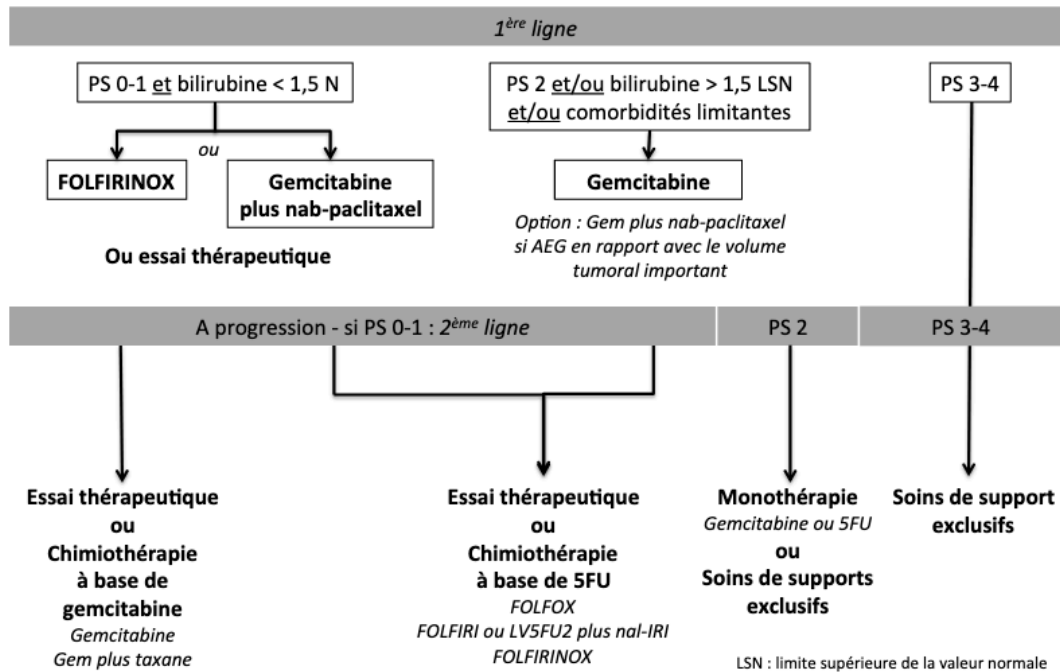 1ère ligne
PS 0-1 et bilirubine < 1,5 N
PS 2 et/ou bilirubine > 1,5 LSN
et/ou comorbidités limitantes
PS 3-4
ou
FOLFIRINOX
Gemcitabine
plus nab-paclitaxel
Gemcitabine
Ou essai thérapeutique
Option : Gem plus nab-paclitaxel
si AEG en rapport avec le volume
tumoral important
A progression - si PS 0-1 : 2ème ligne
PS 2
PS 3-4
Essai thérapeutique
ou
Chimiothérapie
à base de
gemcitabine
Gemcitabine
Gem plus taxane
Essai thérapeutique
ou
Chimiothérapie
à base de 5FU
FOLFOX
FOLFIRI ou LV5FU2 plus nal-IRI
FOLFIRINOX
Monothérapie
Gemcitabine ou 5FU
ou
Soins de supports
exclusifs
Soins de support
exclusifs
LSN : limite supérieure de la valeur normale